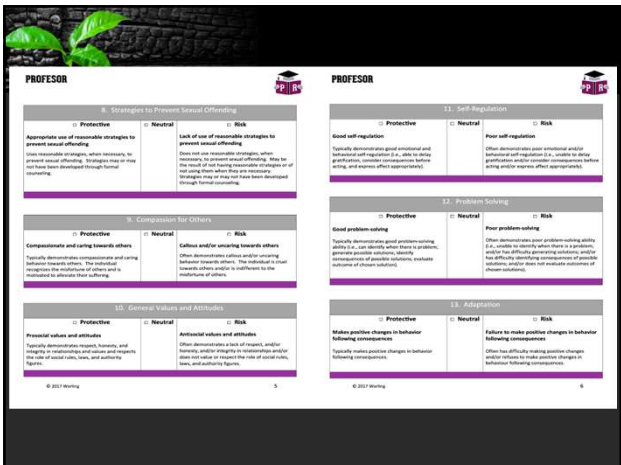 PROFESOR
P R
8. Strategies to Prevent Sexual Offending
□ Protective □ Neutral □ Risk
Appropriate use of reasonable strategies to
prevent sexual offending
Uses reasonable strategies, when necessary, to
prevent sexual offending. Strategies may or may
not have been developed through formal
counseling.
Lack of use of reasonable strategies to
prevent sexual offending
Does not use reasonable strategies, when
necessary, to prevent sexual offending. May be
the result of not having reasonable strategies or of
not using them when they are necessary.
Strategies may or may not have been developed
through formal counseling.
9. Compassion for Others
□ Protective □ Neutral □ Risk
Compassionate and caring towards others
Typically demonstrates compassionate and caring
behavior towards others. The individual
recognizes the misfortune of others and is
motivated to alleviate their suffering.
Callous and/or uncaring towards others
Often demonstrates callous and/or uncaring
behavior towards others. The individual is cruel
towards others and/or is indifferent to the
misfortune of others.
10. General Values and Attitudes
□ Protective □ Neutral □ Risk
Prosocial values and attitudes
Typically demonstrates respect, honesty, and
integrity in relationships and values and respects
the role of social rules, laws, and authority
figures.
Antisocial values and attitudes
Often demonstrates a lack of respect, and/or
honesty, and/or integrity in relationships and/or
does not value or respect the role of social rules,
laws, and authority figures.
© 2017 Worling 5
PROFESOR
P R
11. Self-Regulation
□ Protective □ Neutral □ Risk
Good self-regulation
Typically demonstrates good emotional and
behavioral self-regulation (i.e., able to delay
gratification, consider consequences before
acting, and express affect appropriately).
Poor self-regulation
Often demonstrates poor emotional and/or
behavioral self-regulation (i.e., unable to delay
gratification and/or consider consequences before
acting and/or express affect appropriately).
12. Problem Solving
□ Protective □ Neutral □ Risk
Good problem-solving
Typically demonstrates good problem-solving
ability (i.e., can identify when there is problem;
generate possible solutions; identify
consequences of possible solutions; evaluate
outcome of chosen solution).
Poor problem-solving
Often demonstrates poor problem-solving ability
(i.e., unable to identify when there is a problem;
and/or has difficulty generating solutions; and/or
has difficulty identifying consequences of possible
solutions; and/or does not evaluate outcomes of
chosen solutions).
13. Adaptation
□ Protective □ Neutral □ Risk
Makes positive changes in behavior
following consequences
Typically makes positive changes in behavior
following consequences.
Failure to make positive changes in behavior
following consequences
Often has difficulty making positive changes
and/or refuses to make positive changes in
behaviour following consequences.
© 2017 Worling 6